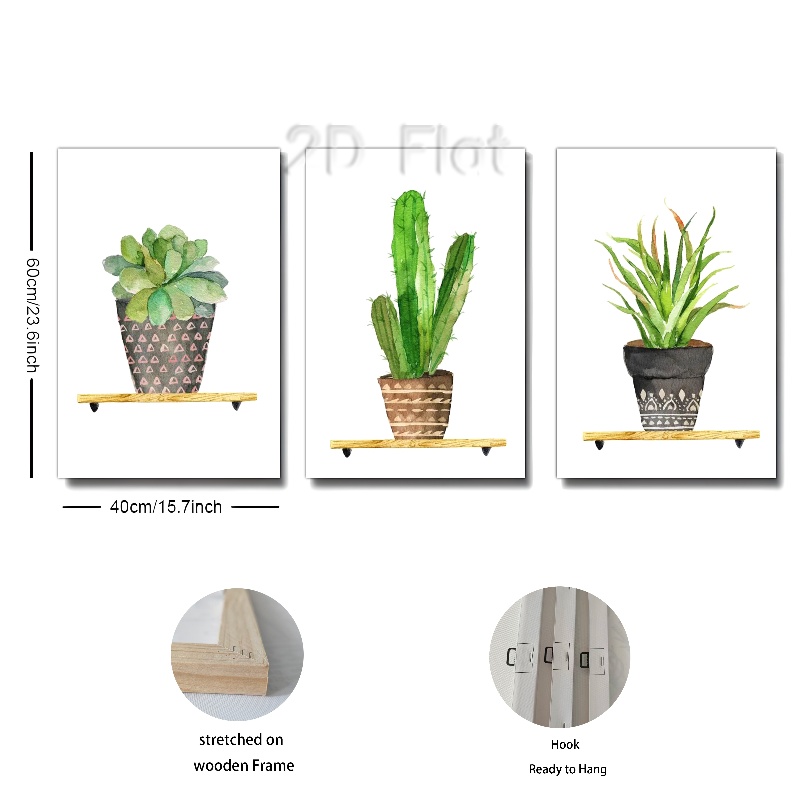 2D Flat
60cm/23.6inch
40cm/15.7inch
stretched on
wooden Frame
Hook
Ready to Hang